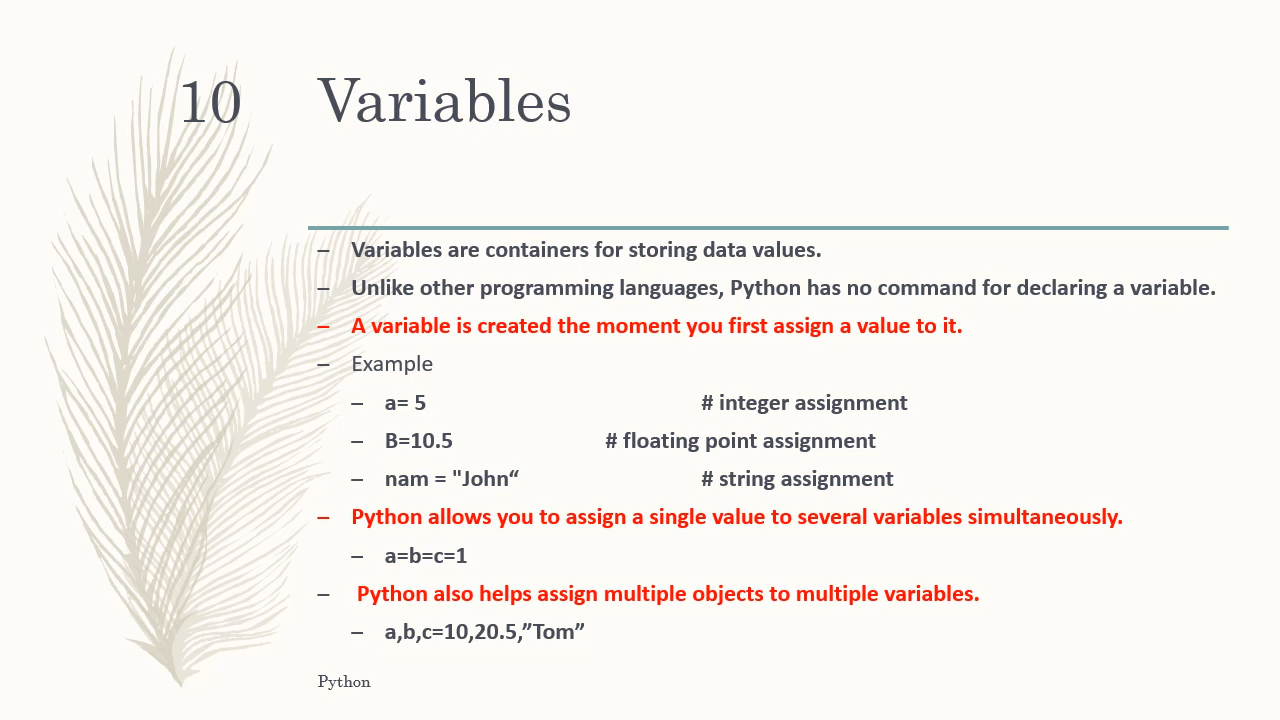 10 Variables
– Variables are containers for storing data values.
– Unlike other programming languages, Python has no command for declaring a variable.
– A variable is created the moment you first assign a value to it.
– Example
– a= 5 # integer assignment
– B=10.5 # floating point assignment
– nam = "John“ # string assignment
– Python allows you to assign a single value to several variables simultaneously.
– a=b=c=1
– Python also helps assign multiple objects to multiple variables.
– a,b,c=10,20.5,”Tom”
Python